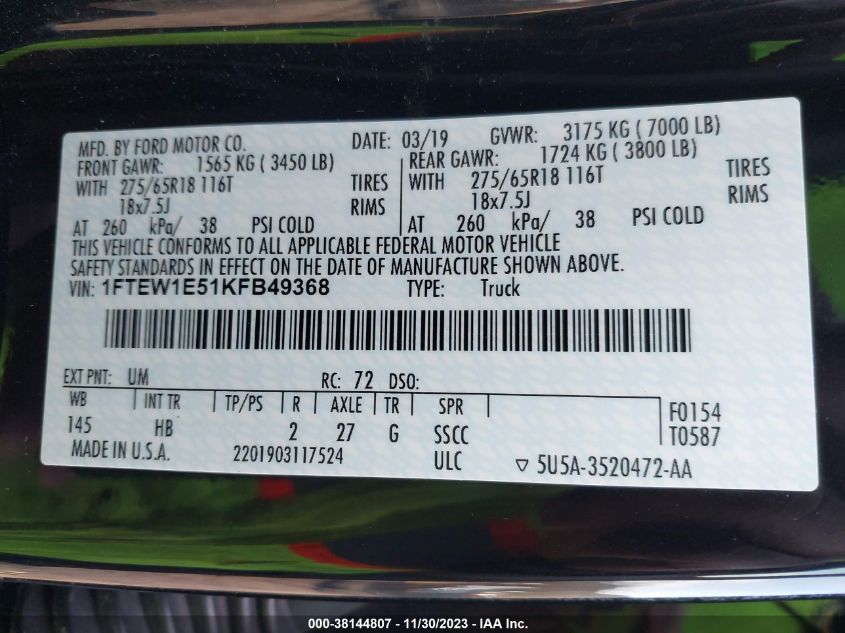 MFD. BY FORD MOTOR CO. DATE: 03/19 GVWR: 3175 KG ( 7000 LB)
FRONT GAWR: 1565 KG ( 3450 LB) REAR GAWR: 1724 KG ( 3800 LB)
WITH 275/65R18 116T TIRES WITH 275/65R18 116T TIRES
18x7.5J RIMS 18x7.5J RIMS
AT 260 kPa/ 38 PSI COLD AT 260 kPa/ 38 PSI COLD
THIS VEHICLE CONFORMS TO ALL APPLICABLE FEDERAL MOTOR VEHICLE
SAFETY STANDARDS IN EFFECT ON THE DATE OF MANUFACTURE SHOWN ABOVE.
VIN: 1FTEW1E51KFB49368 TYPE: Truck
EXT PNT: UM RC: 72 DSO:
WB INT TR TP/PS R AXLE TR SPR F0154
145 HB 2 27 G SSCC T0587
MADE IN U.S.A. 2201903117524 ULC ▽ 5U5A-3520472-AA
000-38144807 - 11/30/2023 - IAA Inc.